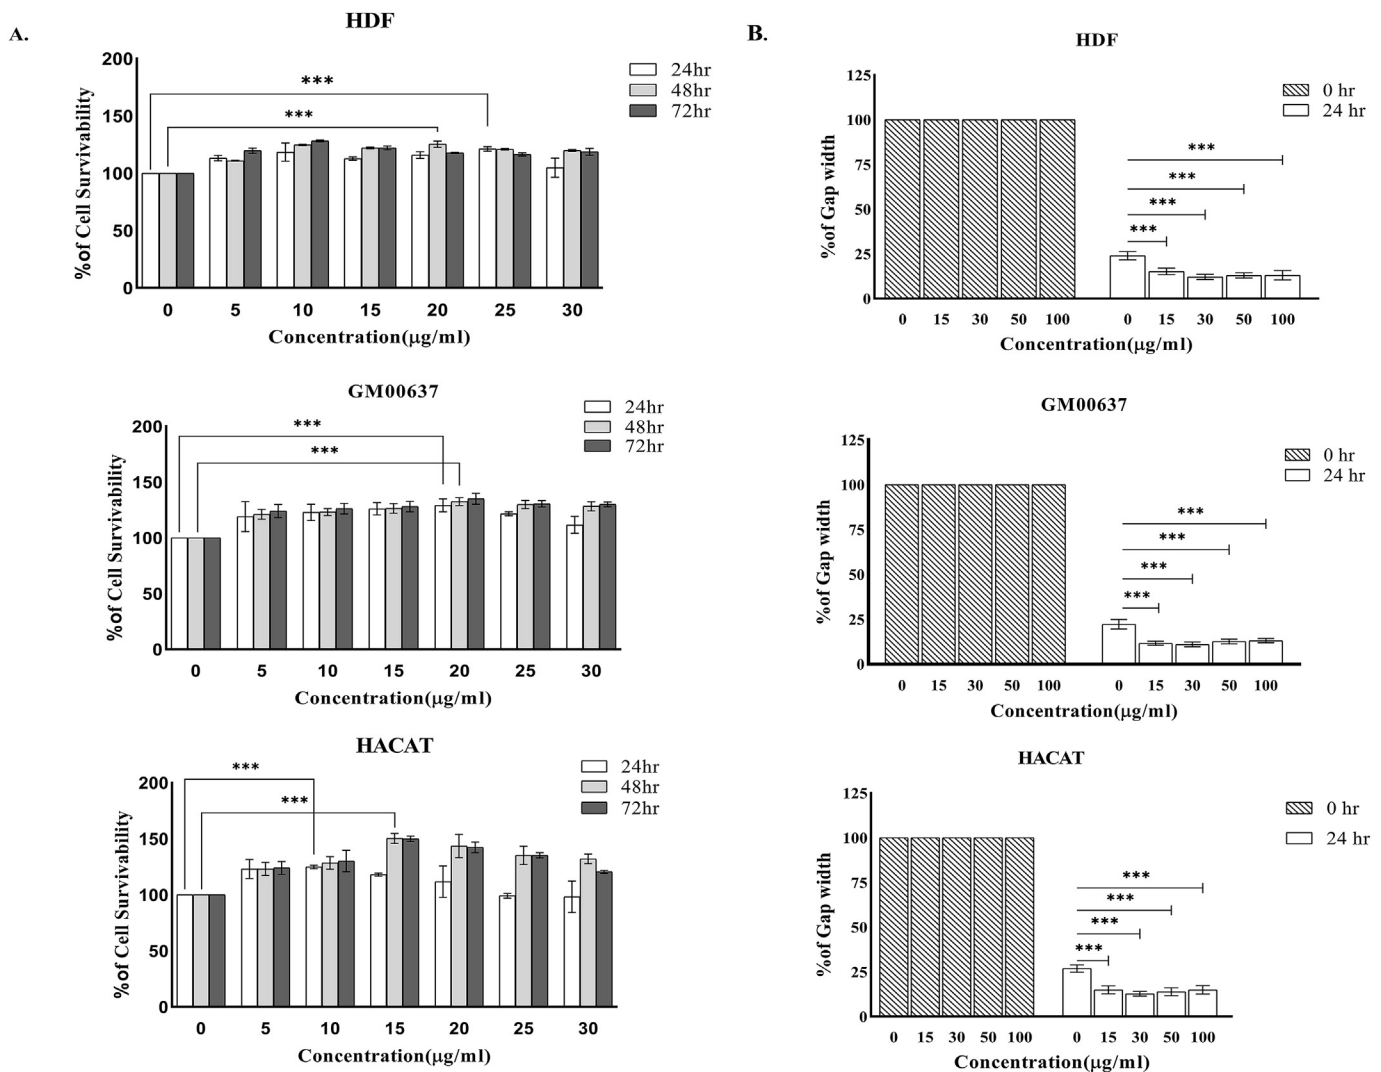 A.
HDF
200
150
100
50
0
%of Cell Survivability
***
***
24hr
48hr
72hr
0 5 10 15 20 25 30
Concentration(μg/ml)
GM00637
200
150
100
50
0
%of Cell Survivability
***
***
24hr
48hr
72hr
0 5 10 15 20 25 30
Concentration(μg/ml)
HACAT
200
150
100
50
0
%of Cell Survivability
***
***
24hr
48hr
72hr
0 5 10 15 20 25 30
Concentration(μg/ml)
B.
HDF
125
100
75
50
25
0
%of Gap width
0 hr
24 hr
***
***
***
***
0 15 30 50 100 0 15 30 50 100
Concentration(μg/ml)
GM00637
125
100
75
50
25
0
%of Gap width
0 hr
24 hr
***
***
***
***
0 15 30 50 100 0 15 30 50 100
Concentration(μg/ml)
HACAT
125
100
75
50
25
0
%of Gap width
0 hr
24 hr
***
***
***
***
0 15 30 50 100 0 15 30 50 100
Concentration(μg/ml)